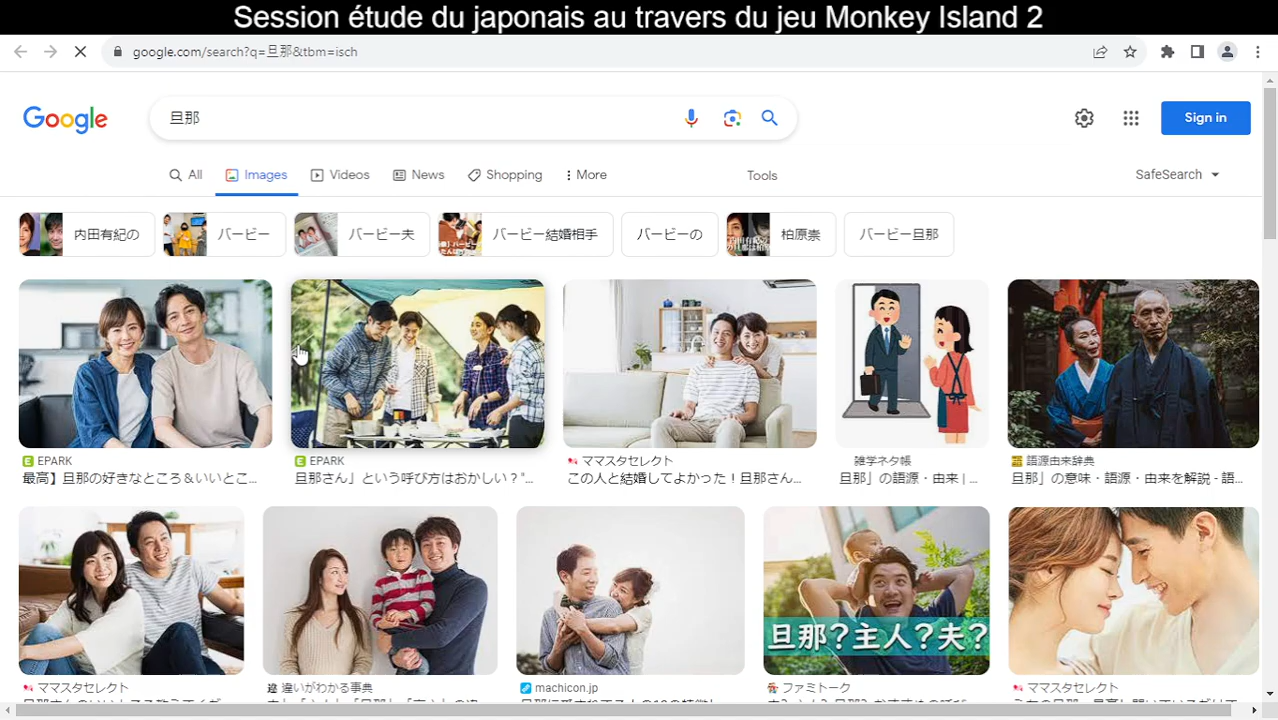 Session étude du japonais au travers du jeu Monkey Island 2
google.com/search?q=旦那&tbm=isch
Google
旦那
Sign in
All
Images
Videos
News
Shopping
More
Tools
SafeSearch
内田有紀の
バービー
バービー夫
バービー結婚相手
バービーの
柏原崇
バービー旦那
EPARK
最高】旦那の好きなところ＆いいとこ...
EPARK
旦那さん」という呼び方はおかしい？"...
ママスタセレクト
この人と結婚してよかった！旦那さん...
雑学ネタ帳
旦那」の語源・由来 | ...
語源由来辞典
旦那」の意味・語源・由来を解説 - 語...
旦那?主人?夫?
ママスタセレクト
違いがわかる事典
machicon.jp
ファミトーク
ママスタセレクト